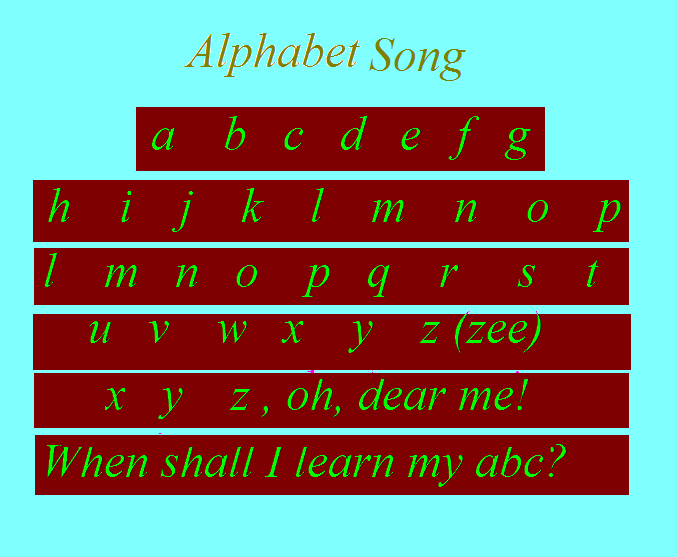 Alphabet Song
a b c d e f g
h i j k l m n o p
l m n o p q r s t
u v w x y z (zee)
x y z , oh, dear me!
When shall I learn my abc?